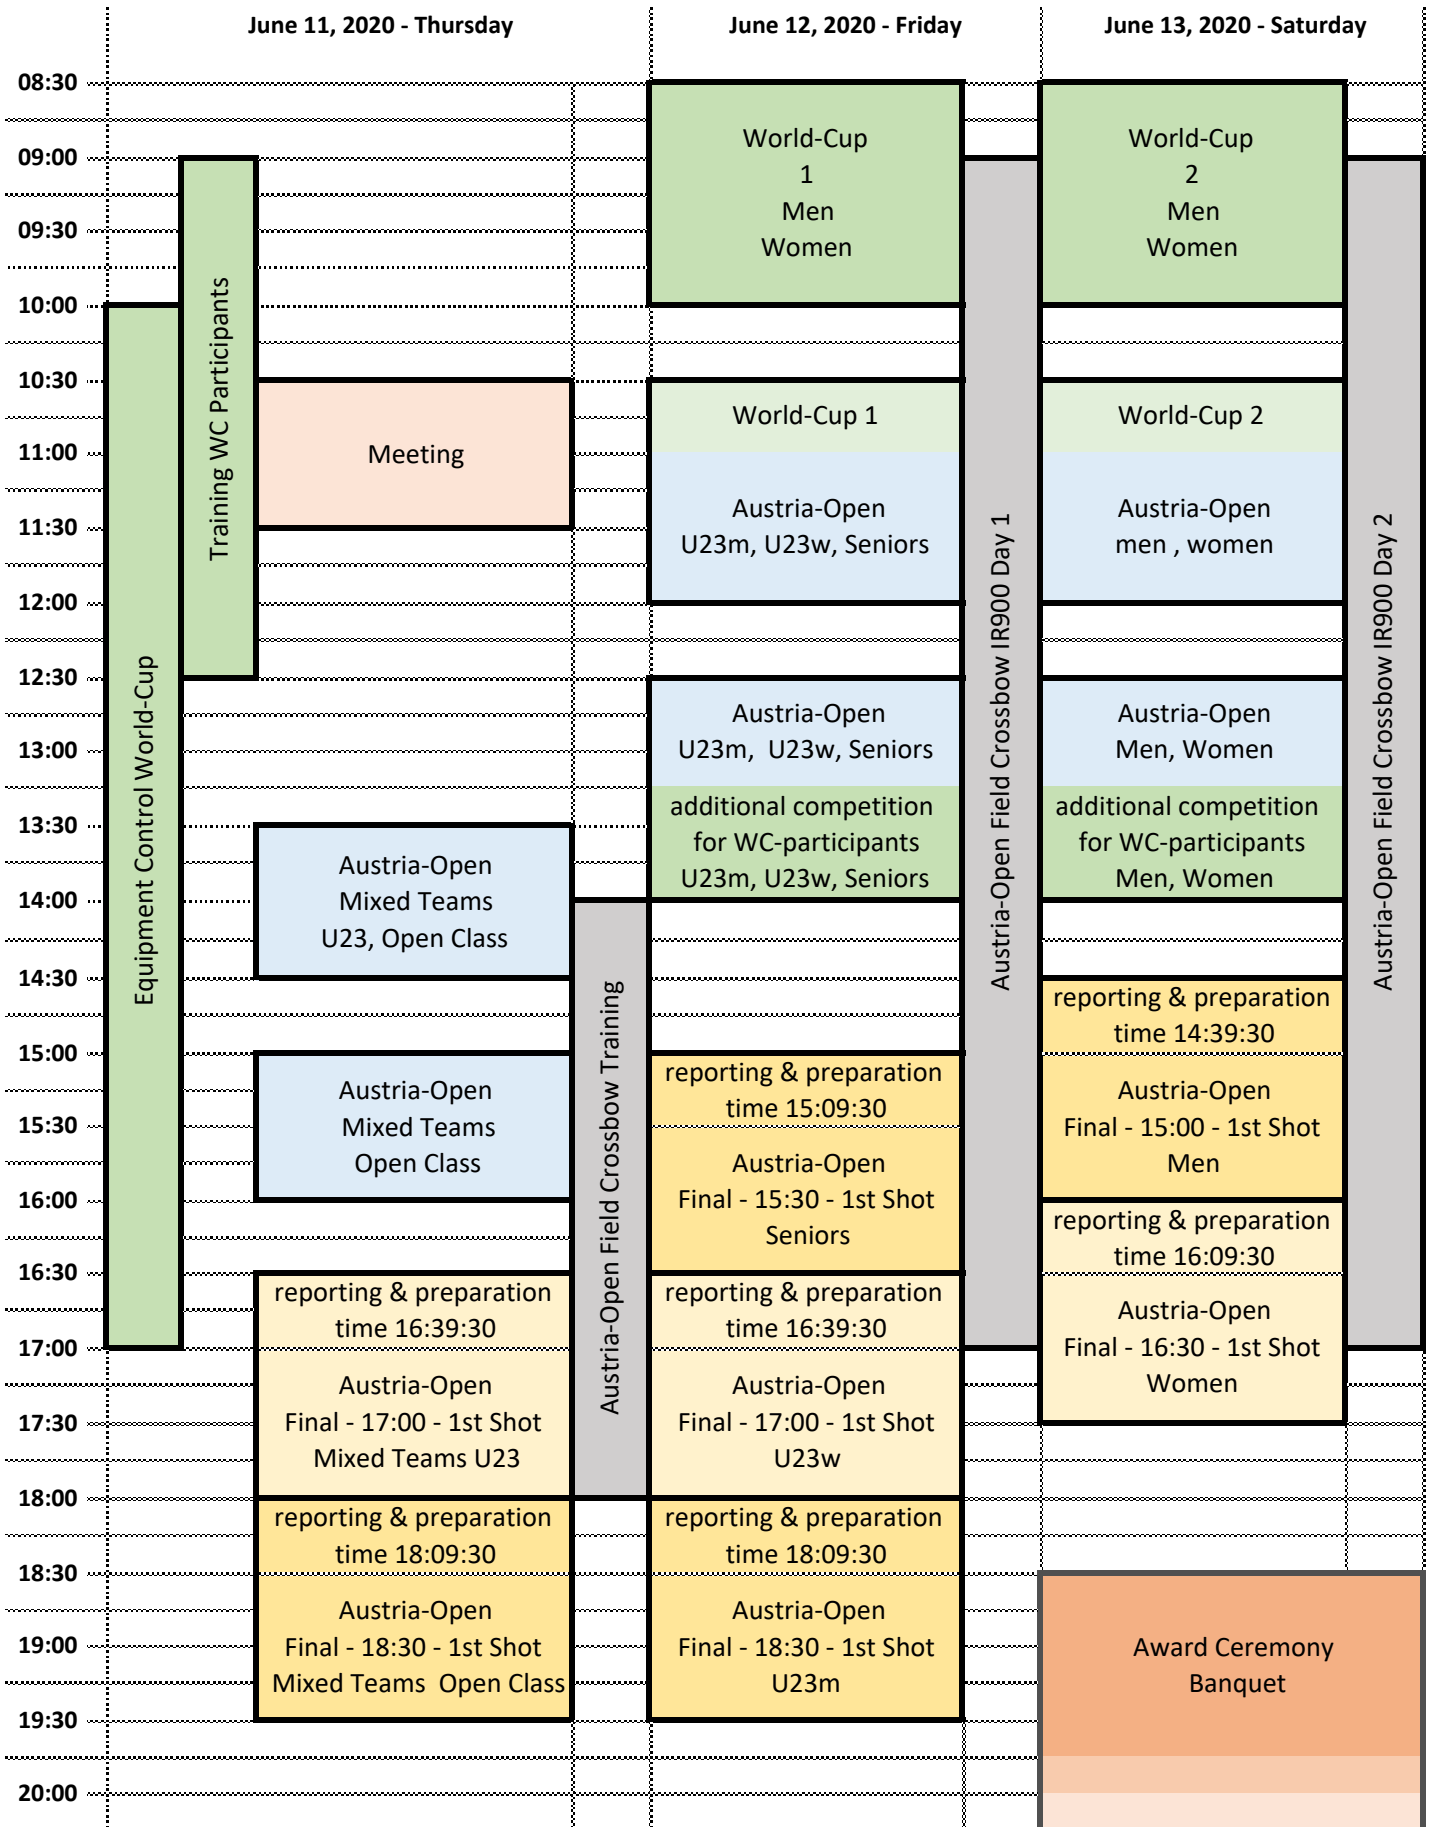 June 11, 2020 - Thursday
June 12, 2020 - Friday
June 13, 2020 - Saturday
08:30
09:00
09:30
10:00
10:30
11:00
11:30
12:00
12:30
13:00
13:30
14:00
14:30
15:00
15:30
16:00
16:30
17:00
17:30
18:00
18:30
19:00
19:30
20:00
Equipment Control World-Cup
Training WC Participants
Meeting
Austria-Open
Mixed Teams
U23, Open Class
Austria-Open
Mixed Teams
Open Class
reporting & preparation
time 16:39:30
Austria-Open
Final - 17:00 - 1st Shot
Mixed Teams U23
reporting & preparation
time 18:09:30
Austria-Open
Final - 18:30 - 1st Shot
Mixed Teams Open Class
Austria-Open Field Crossbow Training
World-Cup
1
Men
Women
World-Cup 1
Austria-Open
U23m, U23w, Seniors
Austria-Open
U23m, U23w, Seniors
additional competition
for WC-participants
U23m, U23w, Seniors
reporting & preparation
time 15:09:30
Austria-Open
Final - 15:30 - 1st Shot
Seniors
reporting & preparation
time 16:39:30
Austria-Open
Final - 17:00 - 1st Shot
U23w
reporting & preparation
time 18:09:30
Austria-Open
Final - 18:30 - 1st Shot
U23m
Austria-Open Field Crossbow IR900 Day 1
World-Cup
2
Men
Women
World-Cup 2
Austria-Open
men , women
Austria-Open
Men, Women
additional competition
for WC-participants
Men, Women
reporting & preparation
time 14:39:30
Austria-Open
Final - 15:00 - 1st Shot
Men
reporting & preparation
time 16:09:30
Austria-Open
Final - 16:30 - 1st Shot
Women
Austria-Open Field Crossbow IR900 Day 2
Award Ceremony
Banquet